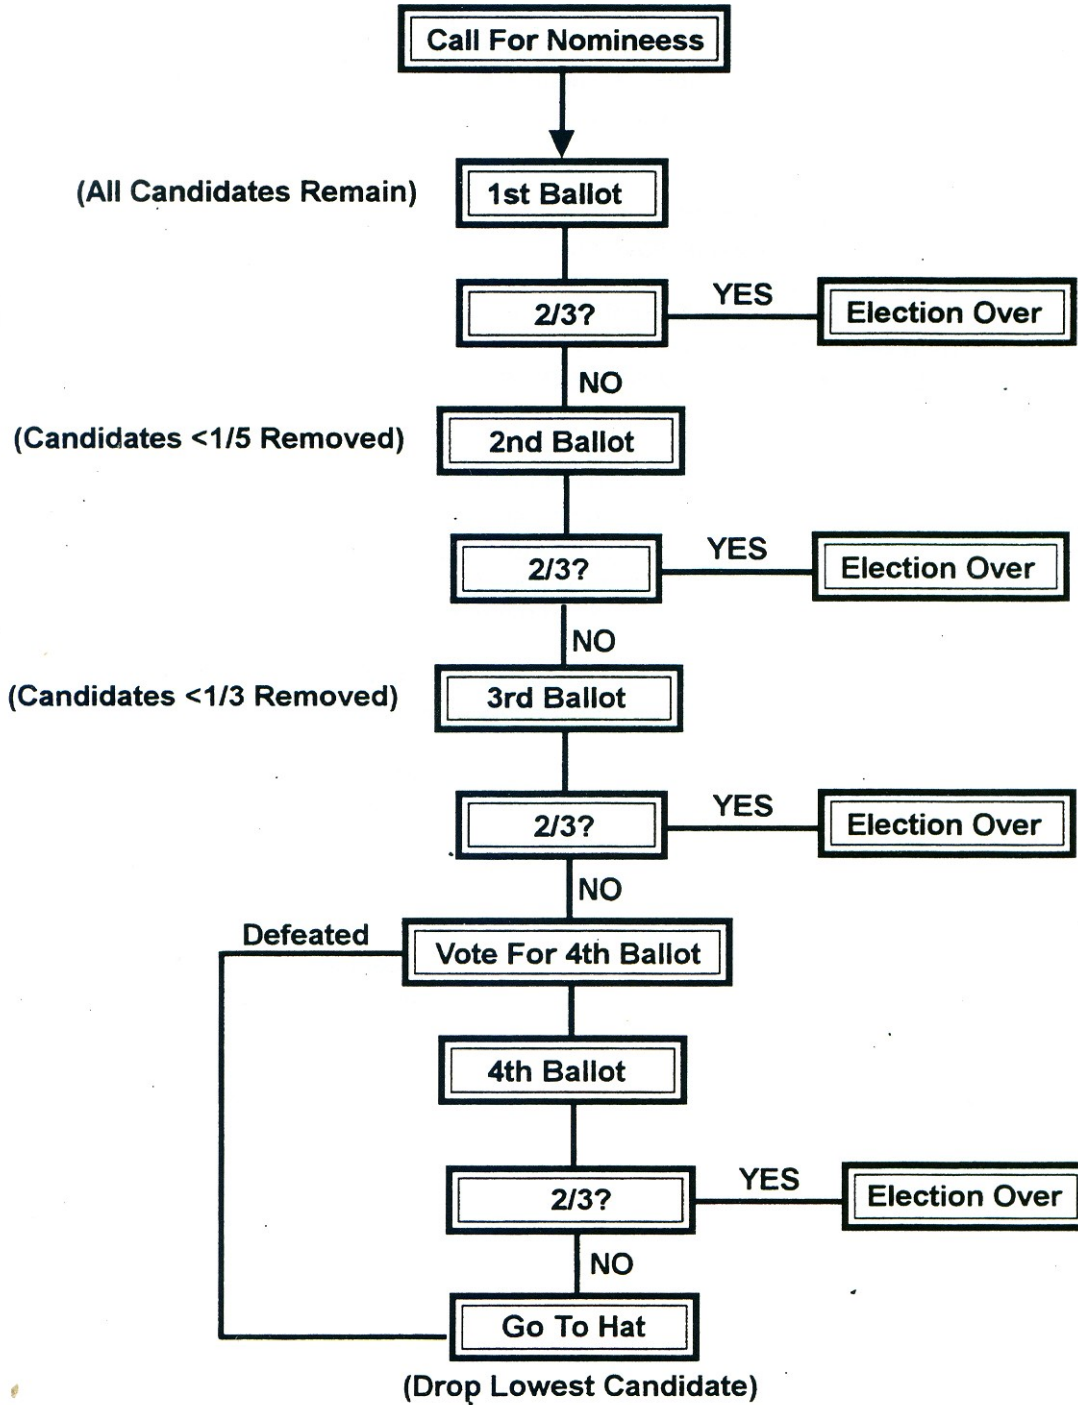 Call For Nomineess
(All Candidates Remain)
1st Ballot
2/3?
YES
Election Over
NO
(Candidates <1/5 Removed)
2nd Ballot
2/3?
YES
Election Over
NO
(Candidates <1/3 Removed)
3rd Ballot
2/3?
YES
Election Over
NO
Defeated
Vote For 4th Ballot
4th Ballot
2/3?
YES
Election Over
NO
Go To Hat
(Drop Lowest Candidate)